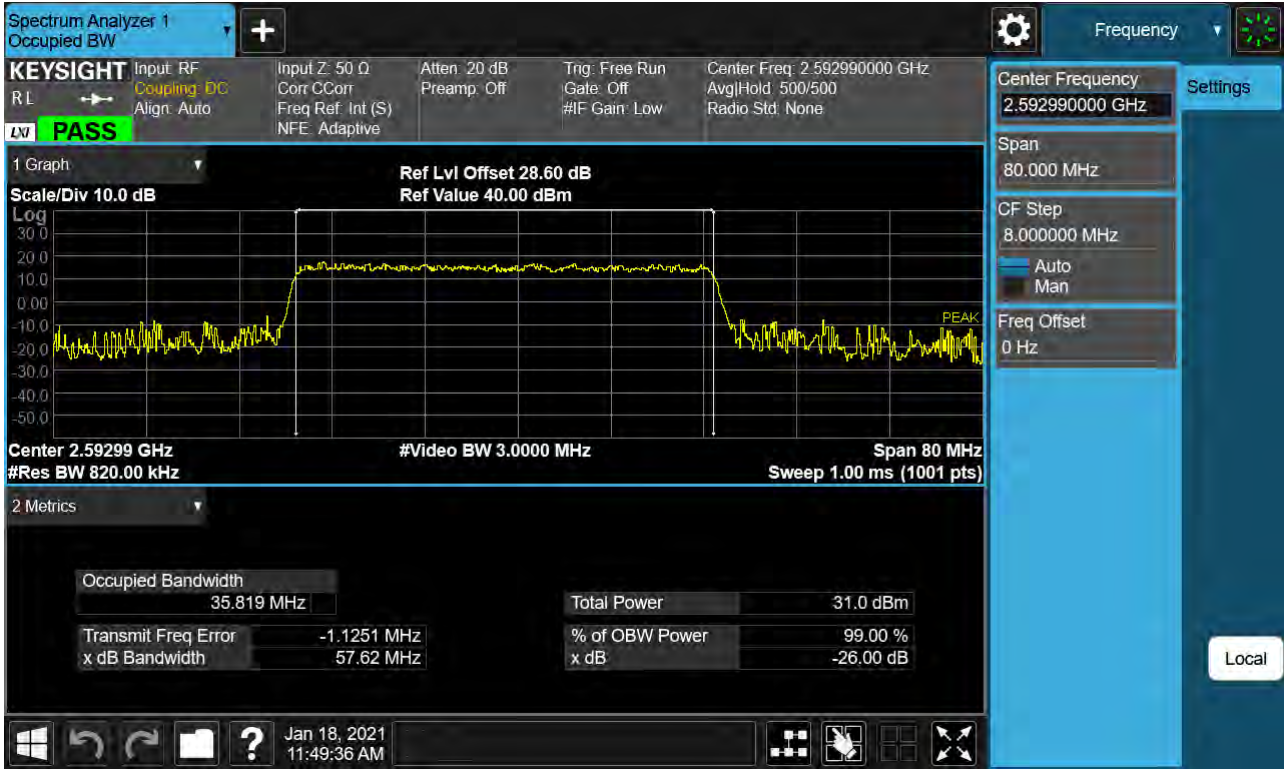 Spectrum Analyzer 1
Occupied BW
+
Frequency
KEYSIGHT
R L
LXI PASS
Input: RF
Coupling: DC
Align: Auto
Input Z: 50 Ω
Corr CCorr
Freq Ref: Int (S)
NFE: Adaptive
Atten: 20 dB
Preamp: Off
Trig: Free Run
Gate: Off
#IF Gain: Low
Center Freq: 2.592990000 GHz
Avg|Hold: 500/500
Radio Std: None
Center Frequency
2.592990000 GHz
Settings
Span
80.000 MHz
CF Step
8.000000 MHz
Auto
Man
Freq Offset
0 Hz
Local
1 Graph
Scale/Div 10.0 dB
Ref Lvl Offset 28.60 dB
Ref Value 40.00 dBm
Log
30.0
20.0
10.0
0.00
-10.0
-20.0
-30.0
-40.0
-50.0
PEAK
Center 2.59299 GHz
#Video BW 3.0000 MHz
Span 80 MHz
#Res BW 820.00 kHz
Sweep 1.00 ms (1001 pts)
2 Metrics
Occupied Bandwidth
35.819 MHz
Total Power 31.0 dBm
Transmit Freq Error -1.1251 MHz
% of OBW Power 99.00 %
x dB Bandwidth 57.62 MHz
x dB -26.00 dB
?
Jan 18, 2021
11:49:36 AM